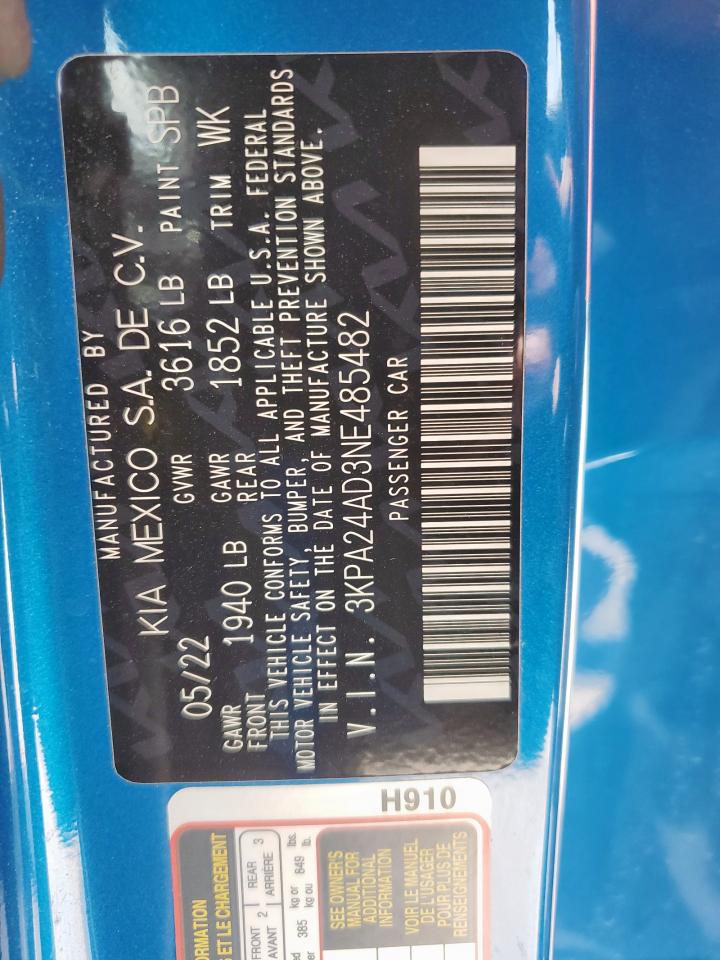 MANUFACTURED BY
KIA MEXICO S.A. DE C.V.
05/22 GVWR 3616 LB PAINT SPB
GAWR FRONT 1940 LB GAWR REAR 1852 LB TRIM WK
THIS VEHICLE CONFORMS TO ALL APPLICABLE U.S.A. FEDERAL
MOTOR VEHICLE SAFETY, BUMPER, AND THEFT PREVENTION STANDARDS
IN EFFECT ON THE DATE OF MANUFACTURE SHOWN ABOVE.
V.I.N. 3KPA24AD3NE485482
PASSENGER CAR
H910
ET LE CHARGEMENT
FRONT 2 REAR 3
AVANT ARRIÈRE
385 kg or 849 lbs.
kg ou lb.
SEE OWNER'S
MANUAL FOR
ADDITIONAL
INFORMATION
VOIR LE MANUEL
DE L'USAGER
POUR PLUS DE
RENSEIGNEMENTS